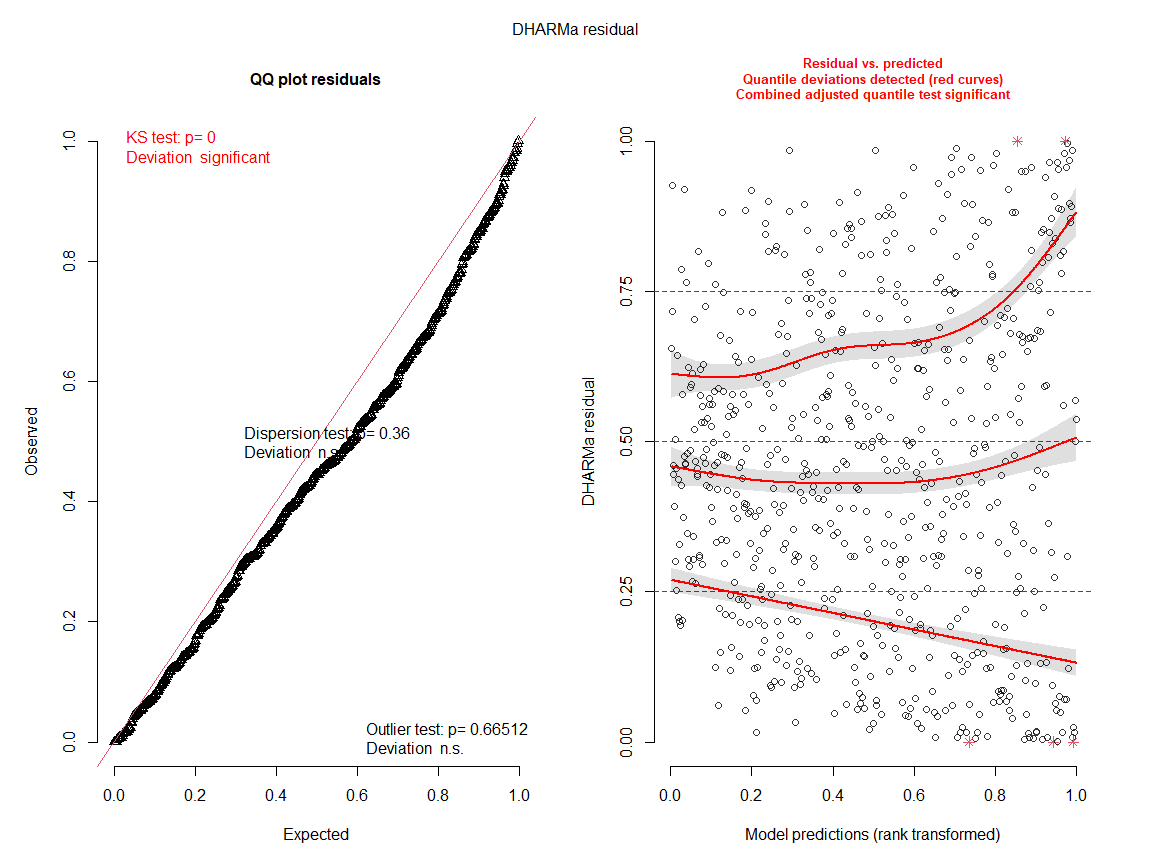 DHARMa residual
QQ plot residuals
KS test: p= 0
Deviation  significant
Dispersion test: p= 0.36
Deviation  n.s.
Outlier test: p= 0.66512
Deviation  n.s.
Observed
0.0
0.2
0.4
0.6
0.8
1.0
0.0 0.2 0.4 0.6 0.8 1.0
Expected
Residual vs. predicted
Quantile deviations detected (red curves)
Combined adjusted quantile test significant
DHARMa residual
0.00
0.25
0.50
0.75
1.00
0.0 0.2 0.4 0.6 0.8 1.0
Model predictions (rank transformed)